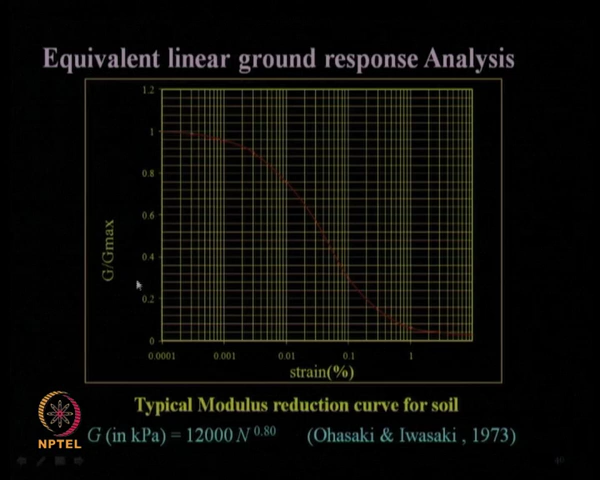 Equivalent linear ground response Analysis
1.2
1
0.8
0.6
0.4
0.2
0
G/Gmax
0.0001 0.001 0.01 0.1 1
strain(%)
Typical Modulus reduction curve for soil
G (in kPa) = 12000 N 0.80 (Ohasaki & Iwasaki , 1973)
NPTEL
40